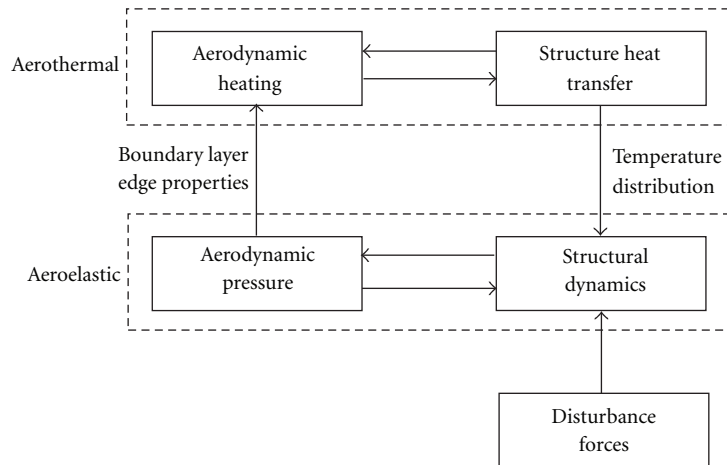 Aerothermal
Aerodynamic
heating
Structure heat
transfer
Boundary layer
edge properties
Temperature
distribution
Aeroelastic
Aerodynamic
pressure
Structural
dynamics
Disturbance
forces